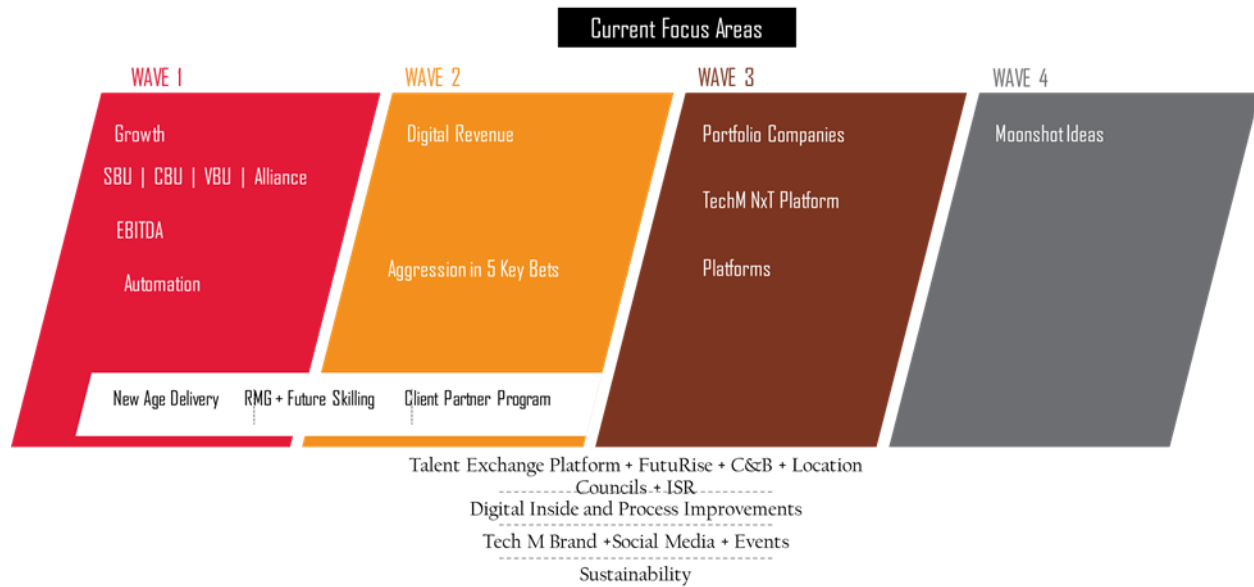 Current Focus Areas
WAVE 1
Growth
SBU | CBU | VBU | Alliance
EBITDA
Automation
WAVE 2
Digital Revenue
Aggression in 5 Key Bets
WAVE 3
Portfolio Companies
TechM NxT Platform
Platforms
WAVE 4
Moonshot Ideas
New Age Delivery
RMG + Future Skilling
Client Partner Program
Talent Exchange Platform + FutuRise + C&B + Location
Councils + ISR
Digital Inside and Process Improvements
Tech M Brand +Social Media + Events
Sustainability